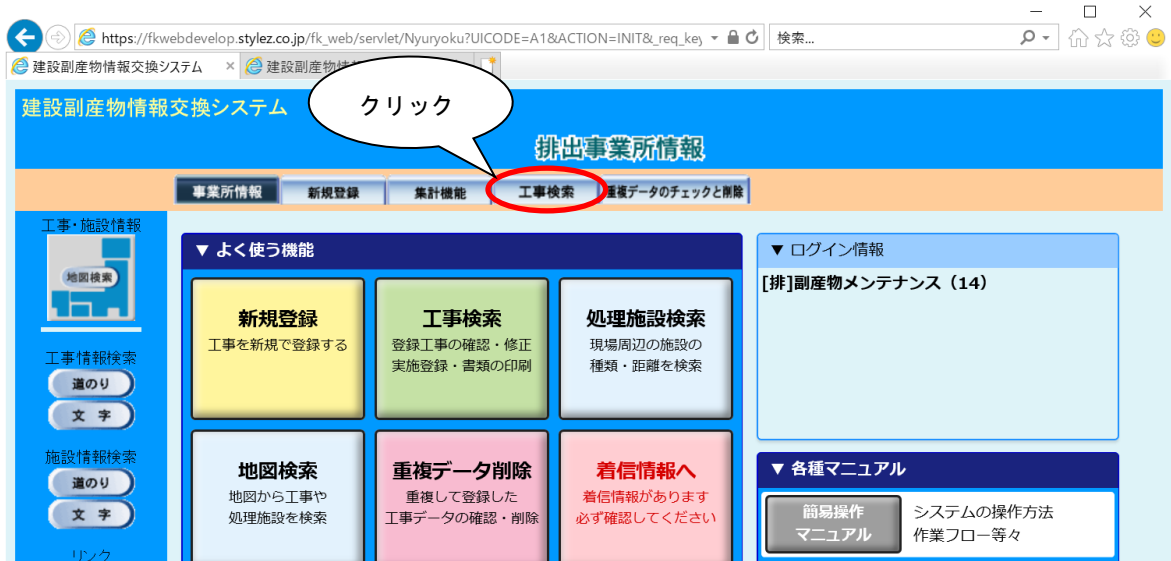 https://fkwebdevelop.stylez.co.jp/fk_web/servlet/Nyuryoku?UICODE=A1&ACTION=INIT&_req_key
検索...
建設副産物情報交換システム
建設副産物情
建設副産物情報交換システム
クリック
排出事業所情報
事業所情報
新規登録
集計機能
工事検索
重複データのチェックと削除
工事・施設情報
地図検索
工事情報検索
道のり
文 字
施設情報検索
道のり
文 字
リンク
▼ よく使う機能
新規登録
工事を新規で登録する
工事検索
登録工事の確認・修正
実施登録・書類の印刷
処理施設検索
現場周辺の施設の
種類・距離を検索
地図検索
地図から工事や
処理施設を検索
重複データ削除
重複して登録した
工事データの確認・削除
着信情報へ
着信情報があります
必ず確認してください
▼ ログイン情報
[排]副産物メンテナンス（14）
▼ 各種マニュアル
簡易操作
マニュアル
システムの操作方法
作業フロー等々